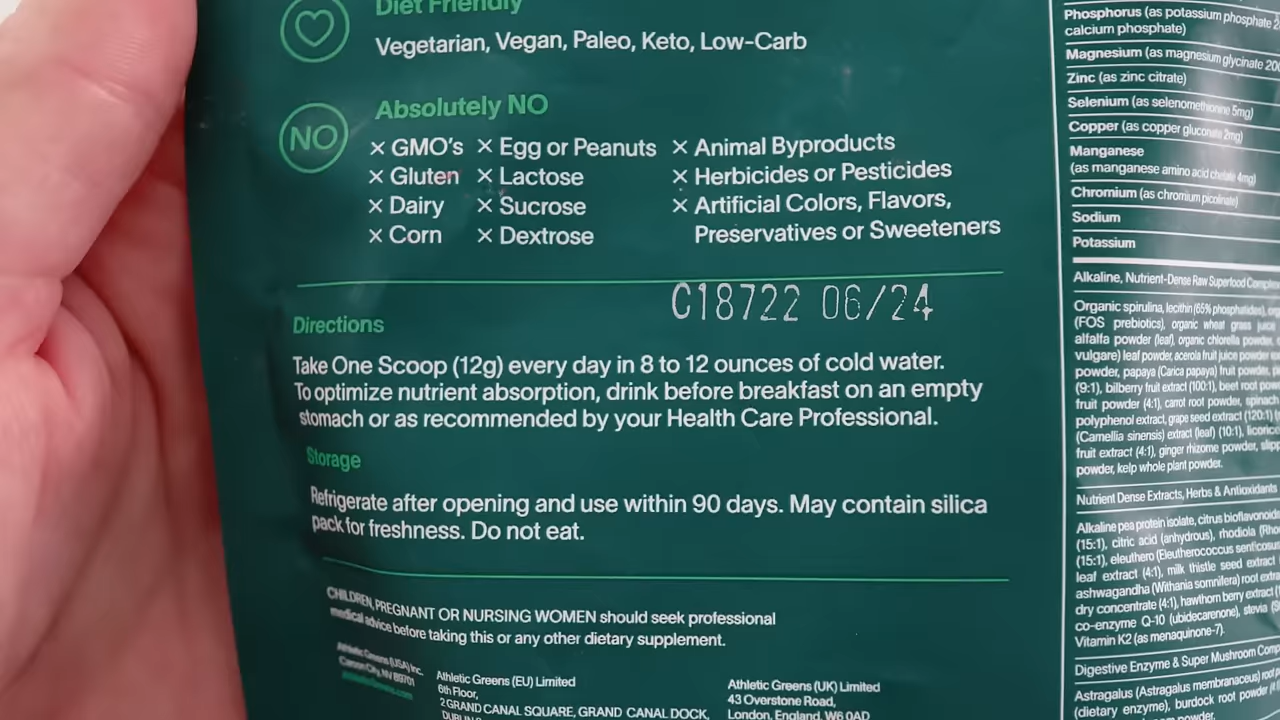 Diet Friendly
Vegetarian, Vegan, Paleo, Keto, Low-Carb
NO
Absolutely NO
× GMO's × Egg or Peanuts × Animal Byproducts
× Gluten × Lactose × Herbicides or Pesticides
× Dairy × Sucrose × Artificial Colors, Flavors,
× Corn × Dextrose Preservatives or Sweeteners
C18722 06/24
Directions
Take One Scoop (12g) every day in 8 to 12 ounces of cold water.
To optimize nutrient absorption, drink before breakfast on an empty
stomach or as recommended by your Health Care Professional.
Storage
Refrigerate after opening and use within 90 days. May contain silica
pack for freshness. Do not eat.
CHILDREN, PREGNANT OR NURSING WOMEN should seek professional
medical advice before taking this or any other dietary supplement.
Athletic Greens (USA) Inc.
Carson City, NV 89701
athleticGreens.com
Athletic Greens (EU) Limited
6th Floor,
2 GRAND CANAL SQUARE, GRAND CANAL DOCK,
Athletic Greens (UK) Limited
43 Overstone Road,
London, England, W6 0AD
Phosphorus (as potassium phosphate
calcium phosphate)
Magnesium (as magnesium glycinate
Zinc (as zinc citrate)
Selenium (as selenomethionine 5mg)
Copper (as copper gluconate 2mg)
Manganese
(as manganese amino acid chelate 4mg)
Chromium (as chromium picolinate)
Sodium
Potassium
Alkaline, Nutrient-Dense Raw Superfood Complex
Organic spirulina, lecithin (65% phosphatides),
(FOS prebiotics), organic wheat grass juice
alfalfa powder (leaf), organic chlorella powder,
vulgare) leaf powder, acerola fruit juice powder
powder, papaya (Carica papaya) fruit powder,
(9:1), bilberry fruit extract (100:1), beet root
fruit powder (4:1), carrot root powder, spinach
polyphenol extract, grape seed extract (120:1)
(Camellia sinensis) extract (leaf) (10:1), licorice
fruit extract (4:1), ginger rhizome powder,
powder, kelp whole plant powder.
Nutrient Dense Extracts, Herbs & Antioxidants
Alkaline pea protein isolate, citrus bioflavonoids
(15:1), citric acid (anhydrous), rhodiola
(15:1), eleuthero (Eleutherococcus senticosus
leaf extract (4:1), milk thistle seed extract
ashwagandha (Withania somnifera) root
dry concentrate (4:1), hawthorn berry extract
co-enzyme Q-10 (ubidecarenone), stevia
Vitamin K2 (as menaquinone-7).
Digestive Enzyme & Super Mushroom
Astragalus (Astragalus membranaceus) root
(dietary enzyme), burdock root powder